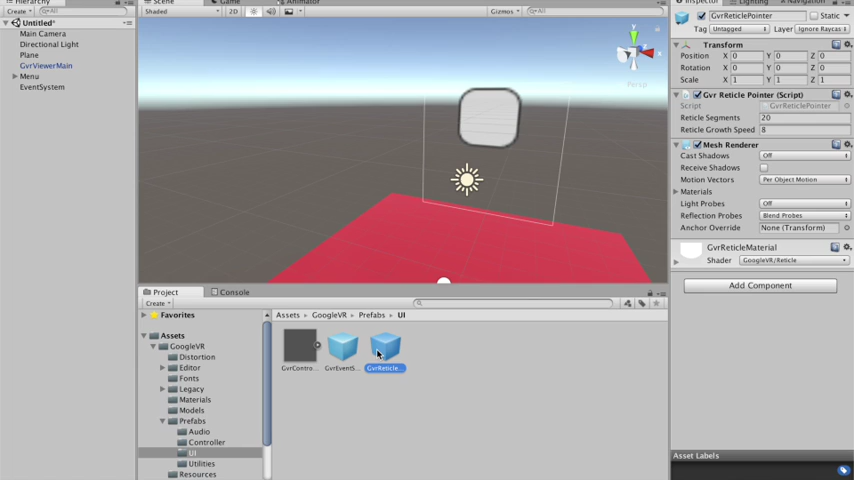 Hierarchy
Create
All
Untitled*
Main Camera
Directional Light
Plane
GvrViewerMain
Menu
EventSystem
Scene
Game
Animator
Shaded
2D
Gizmos
All
y
x
Persp
Project
Console
Create
Favorites
Assets
GoogleVR
Distortion
Editor
Fonts
Legacy
Materials
Models
Prefabs
Audio
Controller
UI
Utilities
Resources
Assets
GoogleVR
Prefabs
UI
GvrContro...
GvrEventS...
GvrReticle...
Inspector
Lighting
Navigation
GvrReticlePointer
Static
Tag Untagged
Layer Ignore Raycas
Transform
Position X 0 Y 0 Z 0
Rotation X 0 Y 0 Z 0
Scale X 1 Y 1 Z 1
Gvr Reticle Pointer (Script)
Script GvrReticlePointer
Reticle Segments 20
Reticle Growth Speed 8
Mesh Renderer
Cast Shadows Off
Receive Shadows
Motion Vectors Per Object Motion
Materials
Light Probes Off
Reflection Probes Blend Probes
Anchor Override None (Transform)
GvrReticleMaterial
Shader GoogleVR/Reticle
Add Component
Asset Labels